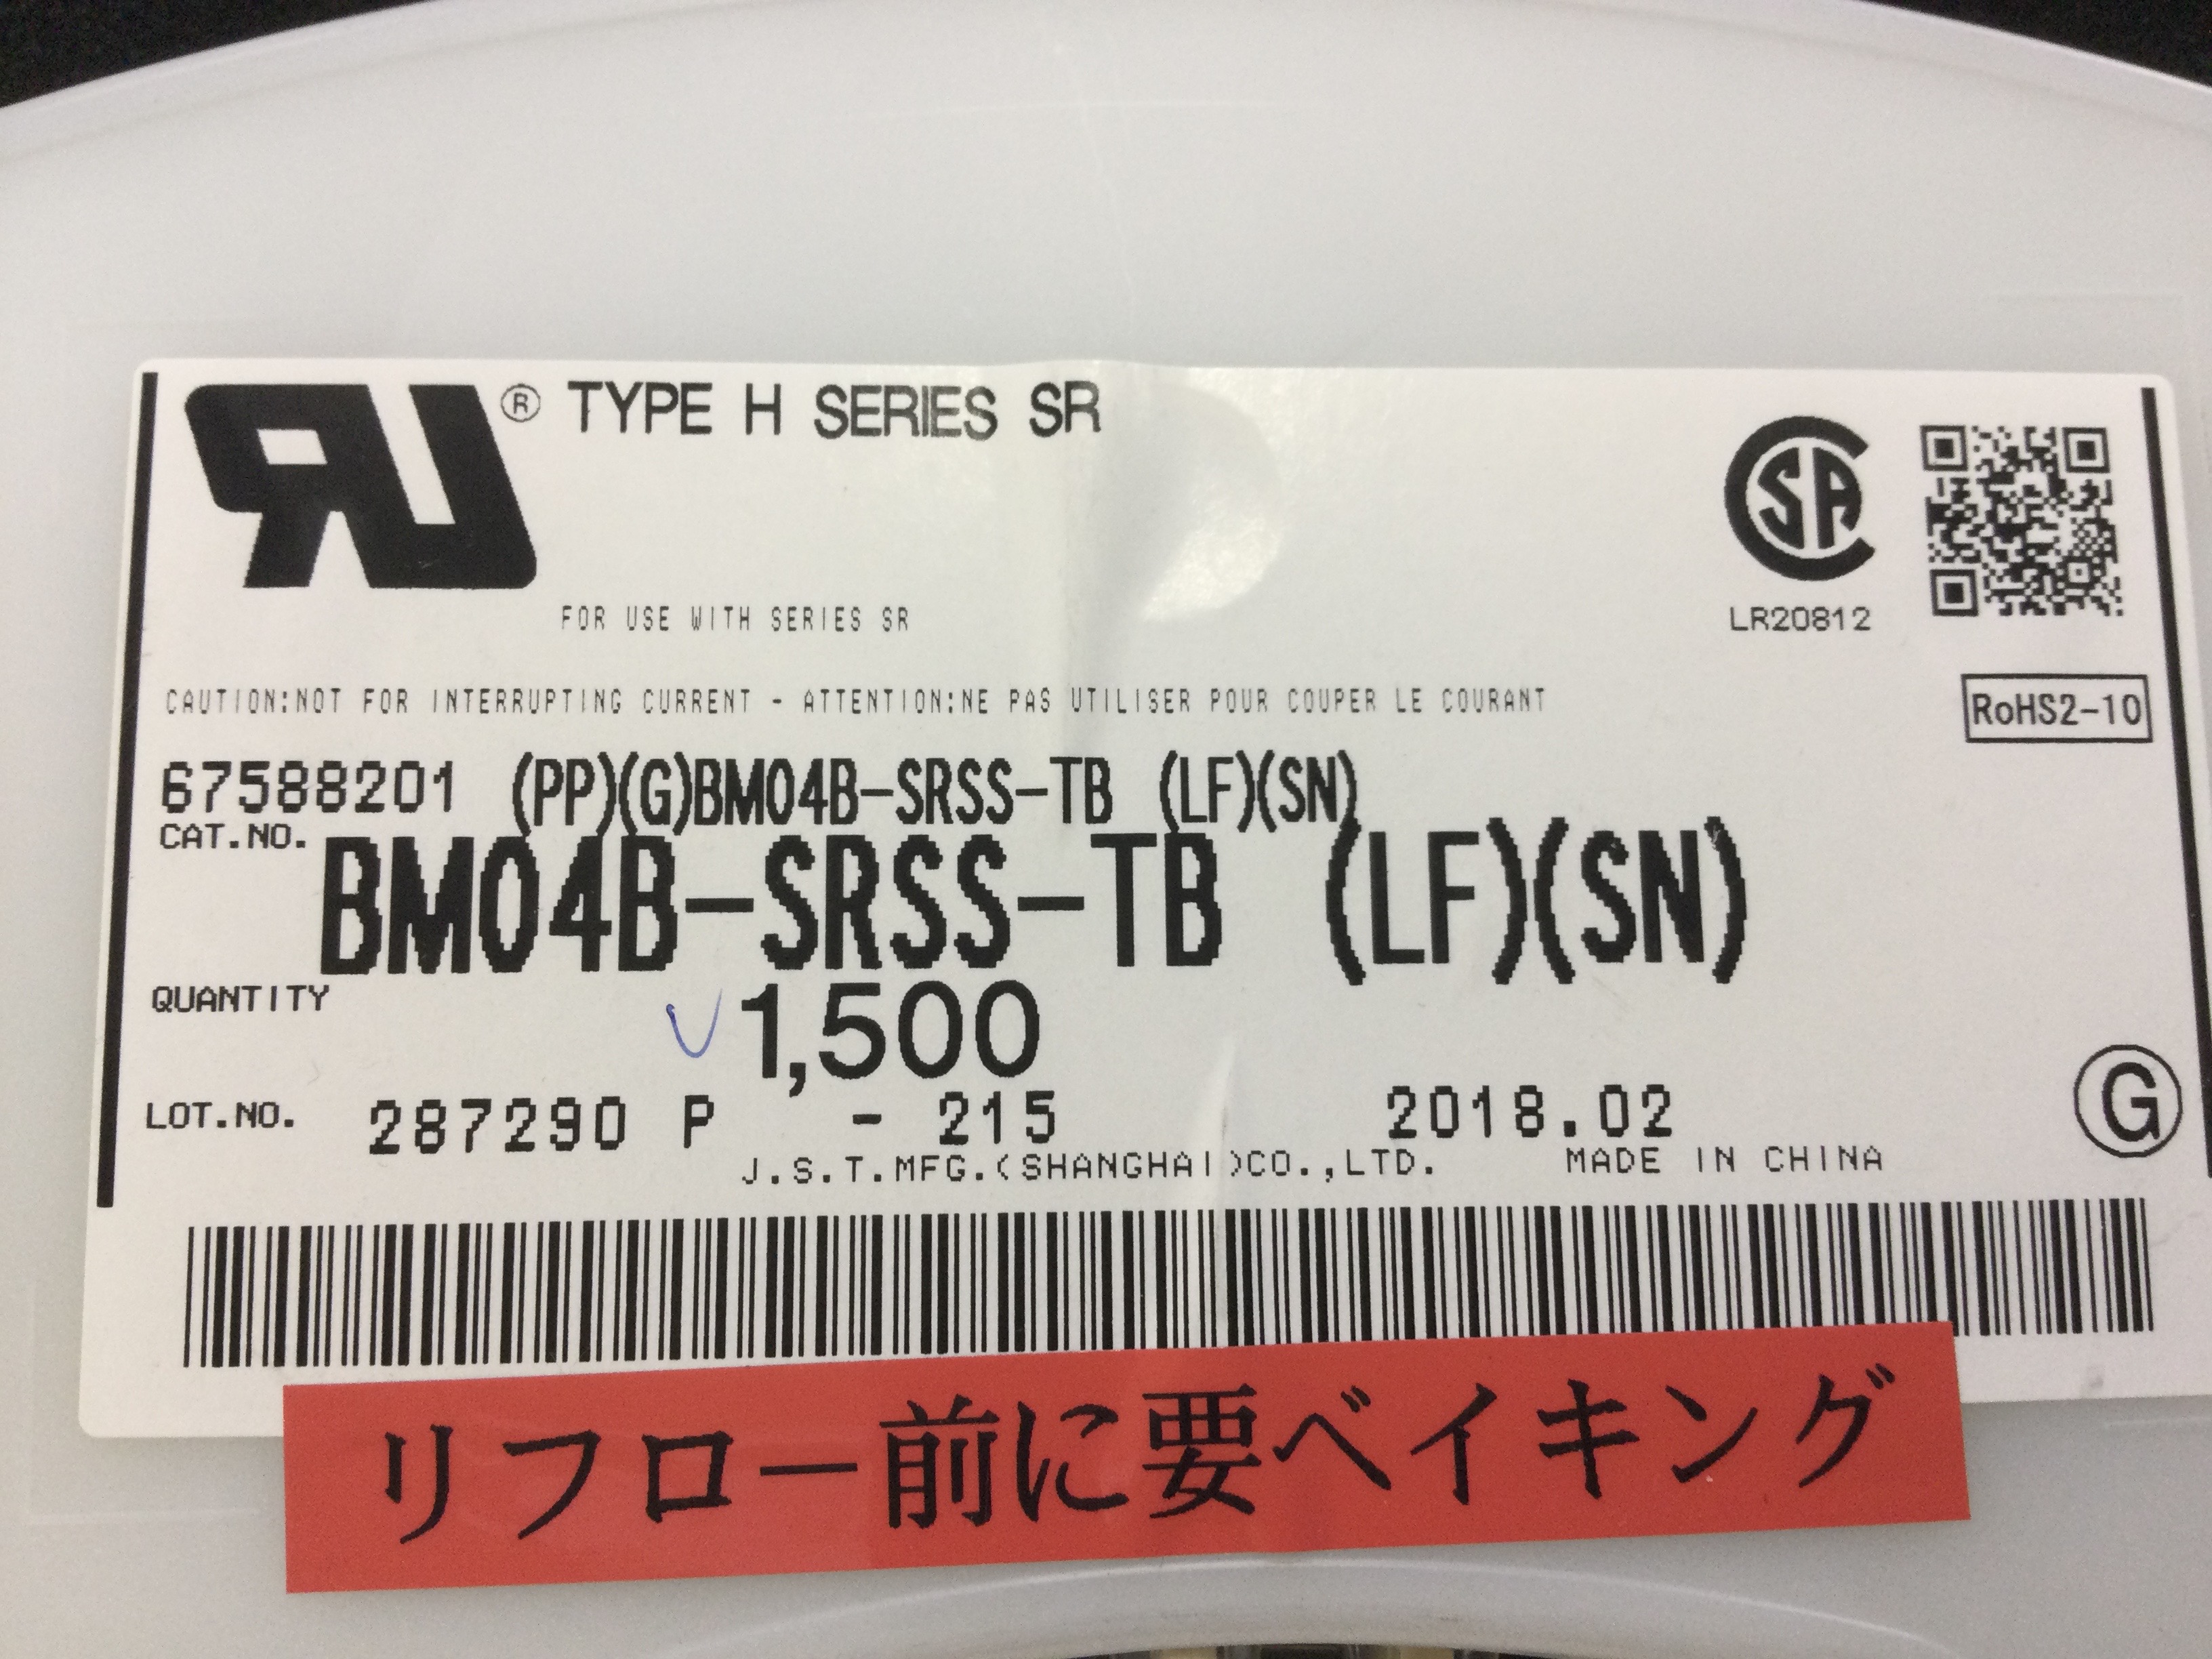 ® TYPE H SERIES SR
CSA
LR20812
FOR USE WITH SERIES SR
CAUTION:NOT FOR INTERRUPTING CURRENT - ATTENTION:NE PAS UTILISER POUR COUPER LE COURANT
RoHS2-10
67588201 (PP)(G)BM04B-SRSS-TB (LF)(SN)
CAT.NO.
BM04B-SRSS-TB (LF)(SN)
QUANTITY
1,500
LOT.NO. 287290 P - 215 2018.02
G
J.S.T.MFG.(SHANGHAI)CO.,LTD. MADE IN CHINA
リフロー前に要ベイキング